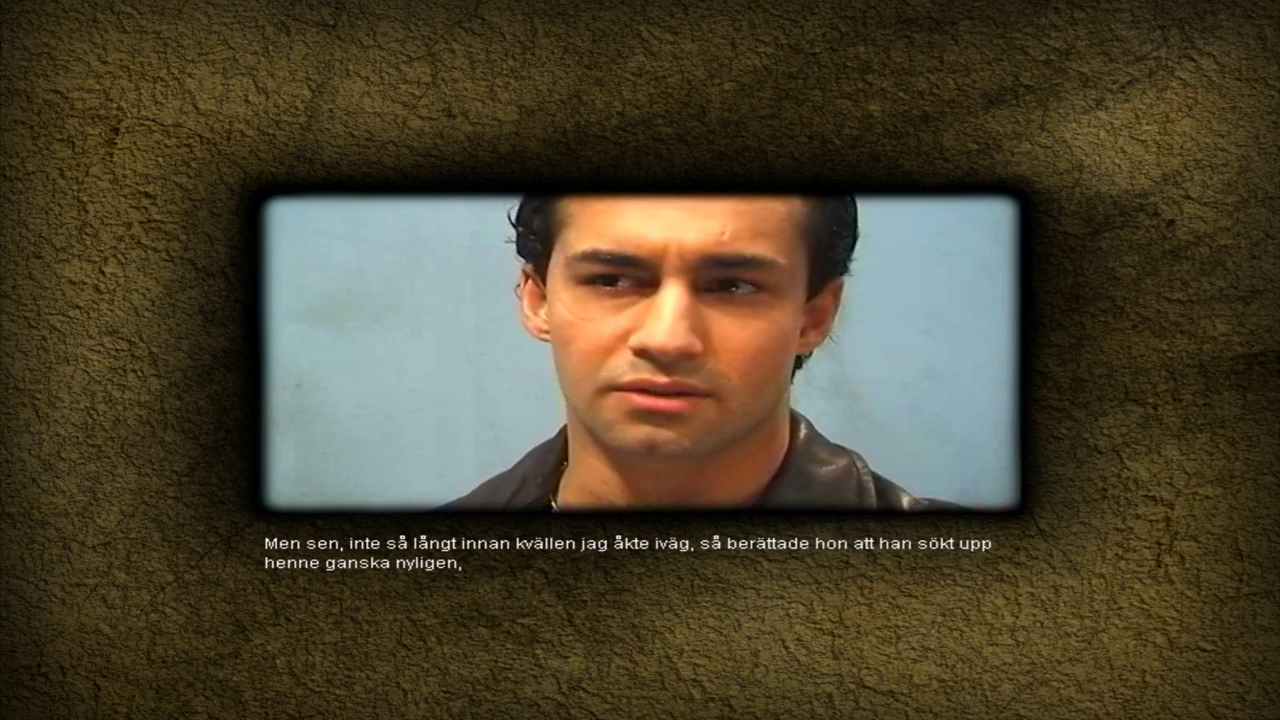 Men sen, inte så långt innan kvällen jag åkte iväg, så berättade hon att han sökt upp
henne ganska nyligen,